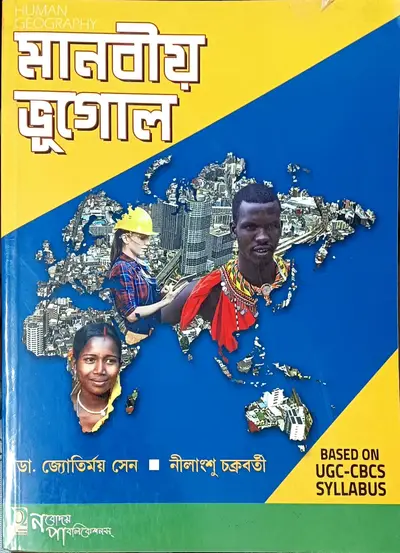 HUMAN
GEOGRAPHY
মানবীয়
ভূগোল
ডা. জ্যোতির্ময় সেন ■ নীলাংশু চক্রবর্তী
BASED ON
UGC-CBCS
SYLLABUS
নবোদয়
পাবলিকেশনস্